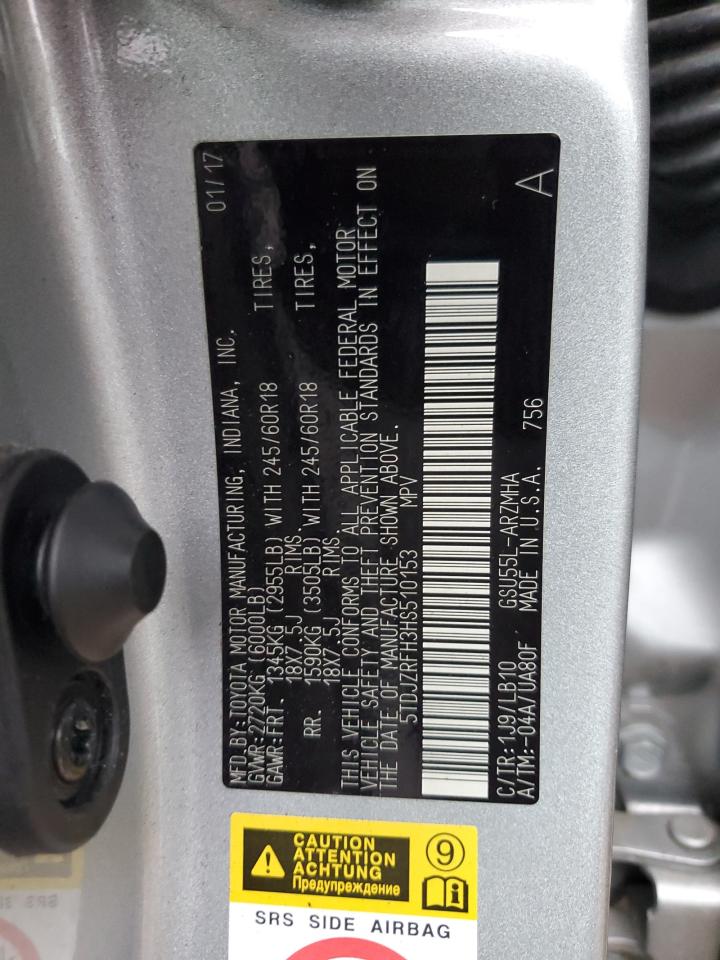 MFD.BY:TOYOTA MOTOR MANUFACTURING, INDIANA, INC. 01/17
GVWR-2720KG (6000LB)
GAWR:FRT. 1345KG (2955LB) WITH 245/60R18 TIRES,
18X7.5J RIMS
RR. 1590KG (3505LB) WITH 245/60R18 TIRES,
18X7.5J RIMS
THIS VEHICLE CONFORMS TO ALL APPLICABLE FEDERAL MOTOR
VEHICLE SAFETY AND THEFT PREVENTION STANDARDS IN EFFECT ON
THE DATE OF MANUFACTURE SHOWN ABOVE.
5TDJZRFH3HS510153 MPV
C/TR:1J9/LB10 GSU55L-ARZMHA
A/TM:-04A/UA80F MADE IN U.S.A. 756 A
CAUTION
ATTENTION
ACHTUNG
Предупреждение
9
SRS SIDE AIRBAG